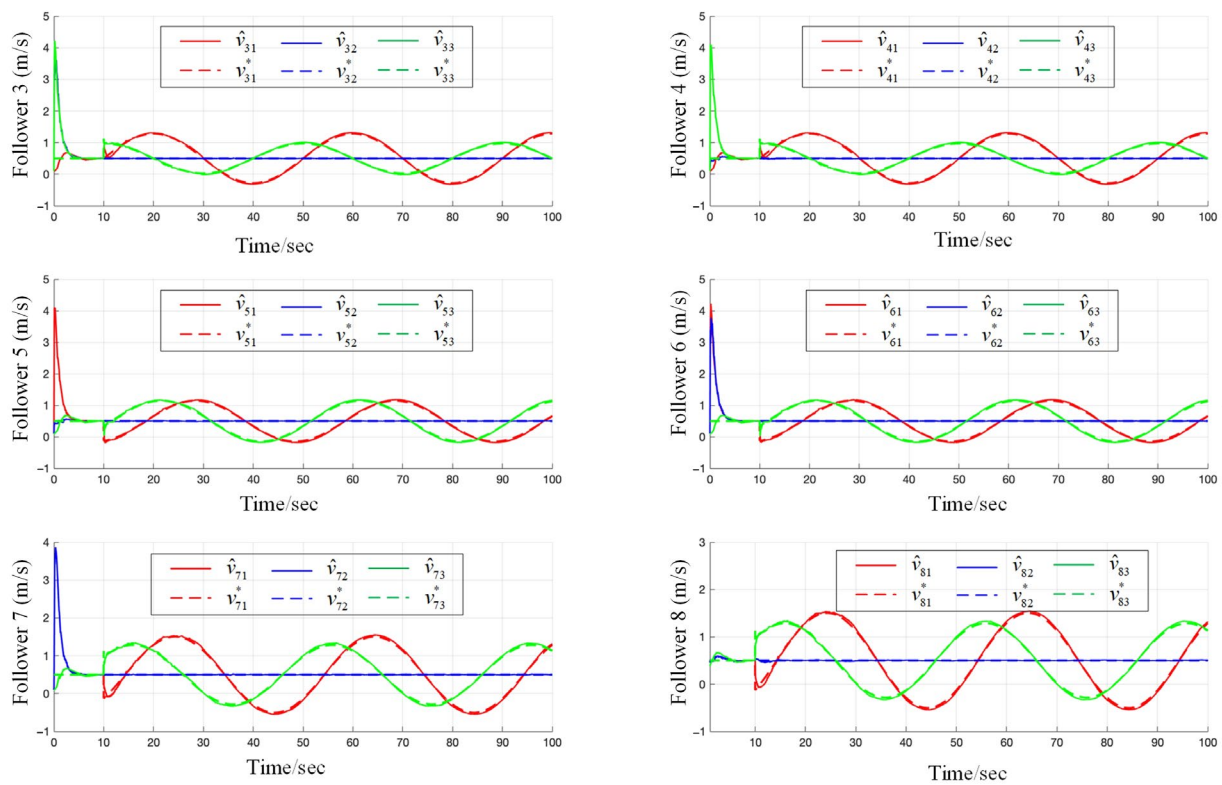 Follower 3 (m/s)
5
4
3
2
1
0
−1
v̂₃₁ v̂₃₂ v̂₃₃
v*₃₁ v*₃₂ v*₃₃
0 10 20 30 40 50 60 70 80 90 100
Time/sec
Follower 4 (m/s)
5
4
3
2
1
0
−1
v̂₄₁ v̂₄₂ v̂₄₃
v*₄₁ v*₄₂ v*₄₃
0 10 20 30 40 50 60 70 80 90 100
Time/sec
Follower 5 (m/s)
5
4
3
2
1
0
−1
v̂₅₁ v̂₅₂ v̂₅₃
v*₅₁ v*₅₂ v*₅₃
0 10 20 30 40 50 60 70 80 90 100
Time/sec
Follower 6 (m/s)
5
4
3
2
1
0
−1
v̂₆₁ v̂₆₂ v̂₆₃
v*₆₁ v*₆₂ v*₆₃
0 10 20 30 40 50 60 70 80 90 100
Time/sec
Follower 7 (m/s)
4
3
2
1
0
−1
v̂₇₁ v̂₇₂ v̂₇₃
v*₇₁ v*₇₂ v*₇₃
0 10 20 30 40 50 60 70 80 90 100
Time/sec
Follower 8 (m/s)
3
2
1
0
−1
v̂₈₁ v̂₈₂ v̂₈₃
v*₈₁ v*₈₂ v*₈₃
10 20 30 40 50 60 70 80 90 100
Time/sec